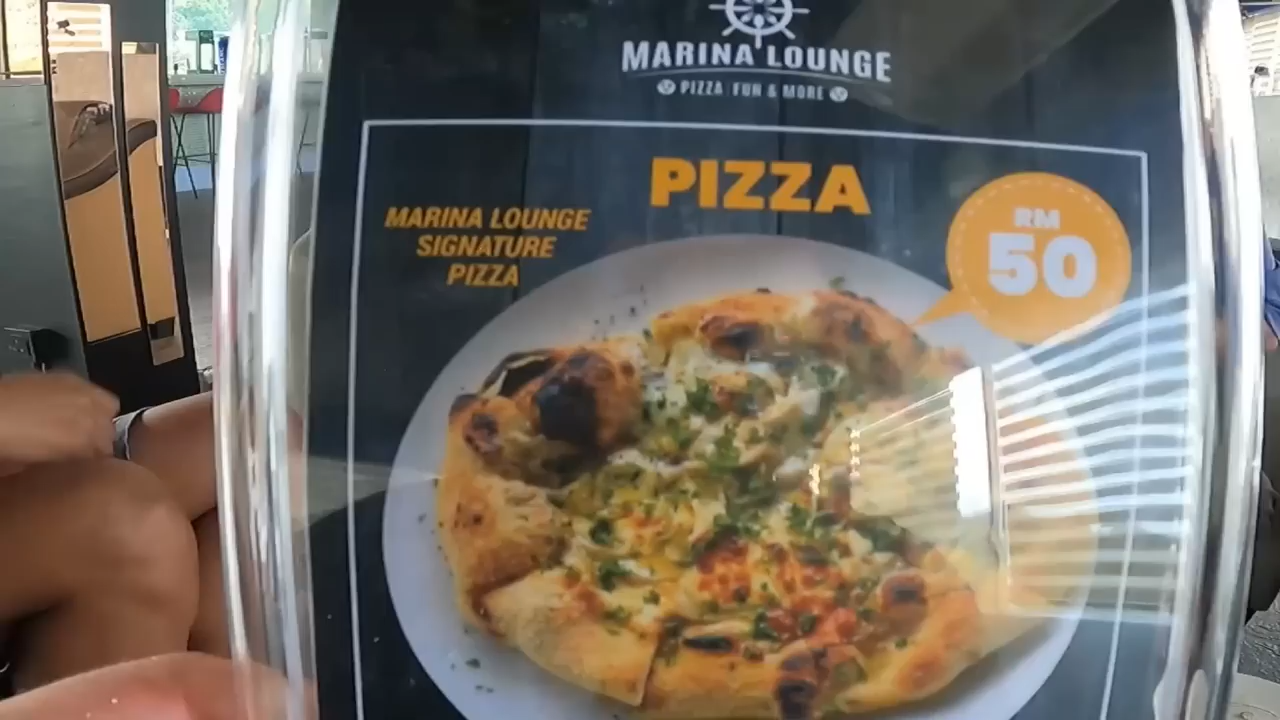 MARINA LOUNGE
PIZZA FUN & MORE
PIZZA
MARINA LOUNGE
SIGNATURE
PIZZA
RM
50